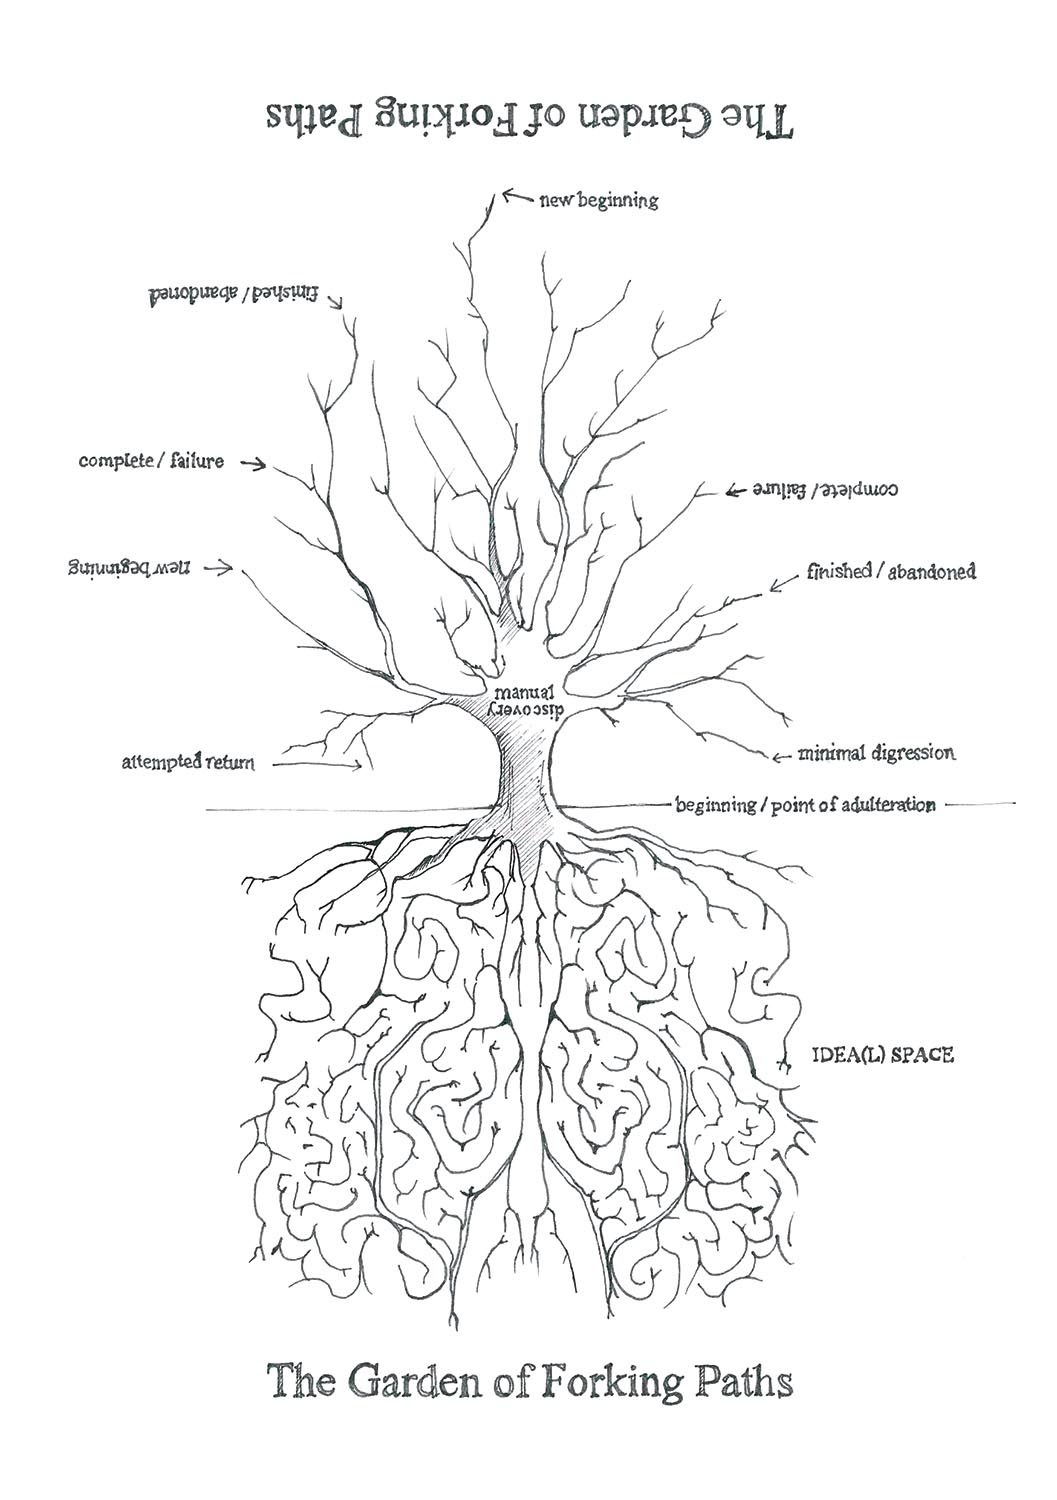 The Garden of Forking Paths
new beginning
finished / abandoned
complete / failure
complete / failure
new beginning
finished / abandoned
manual
discovery
attempted return
minimal digression
beginning / point of adulteration
IDEA(L) SPACE
The Garden of Forking Paths